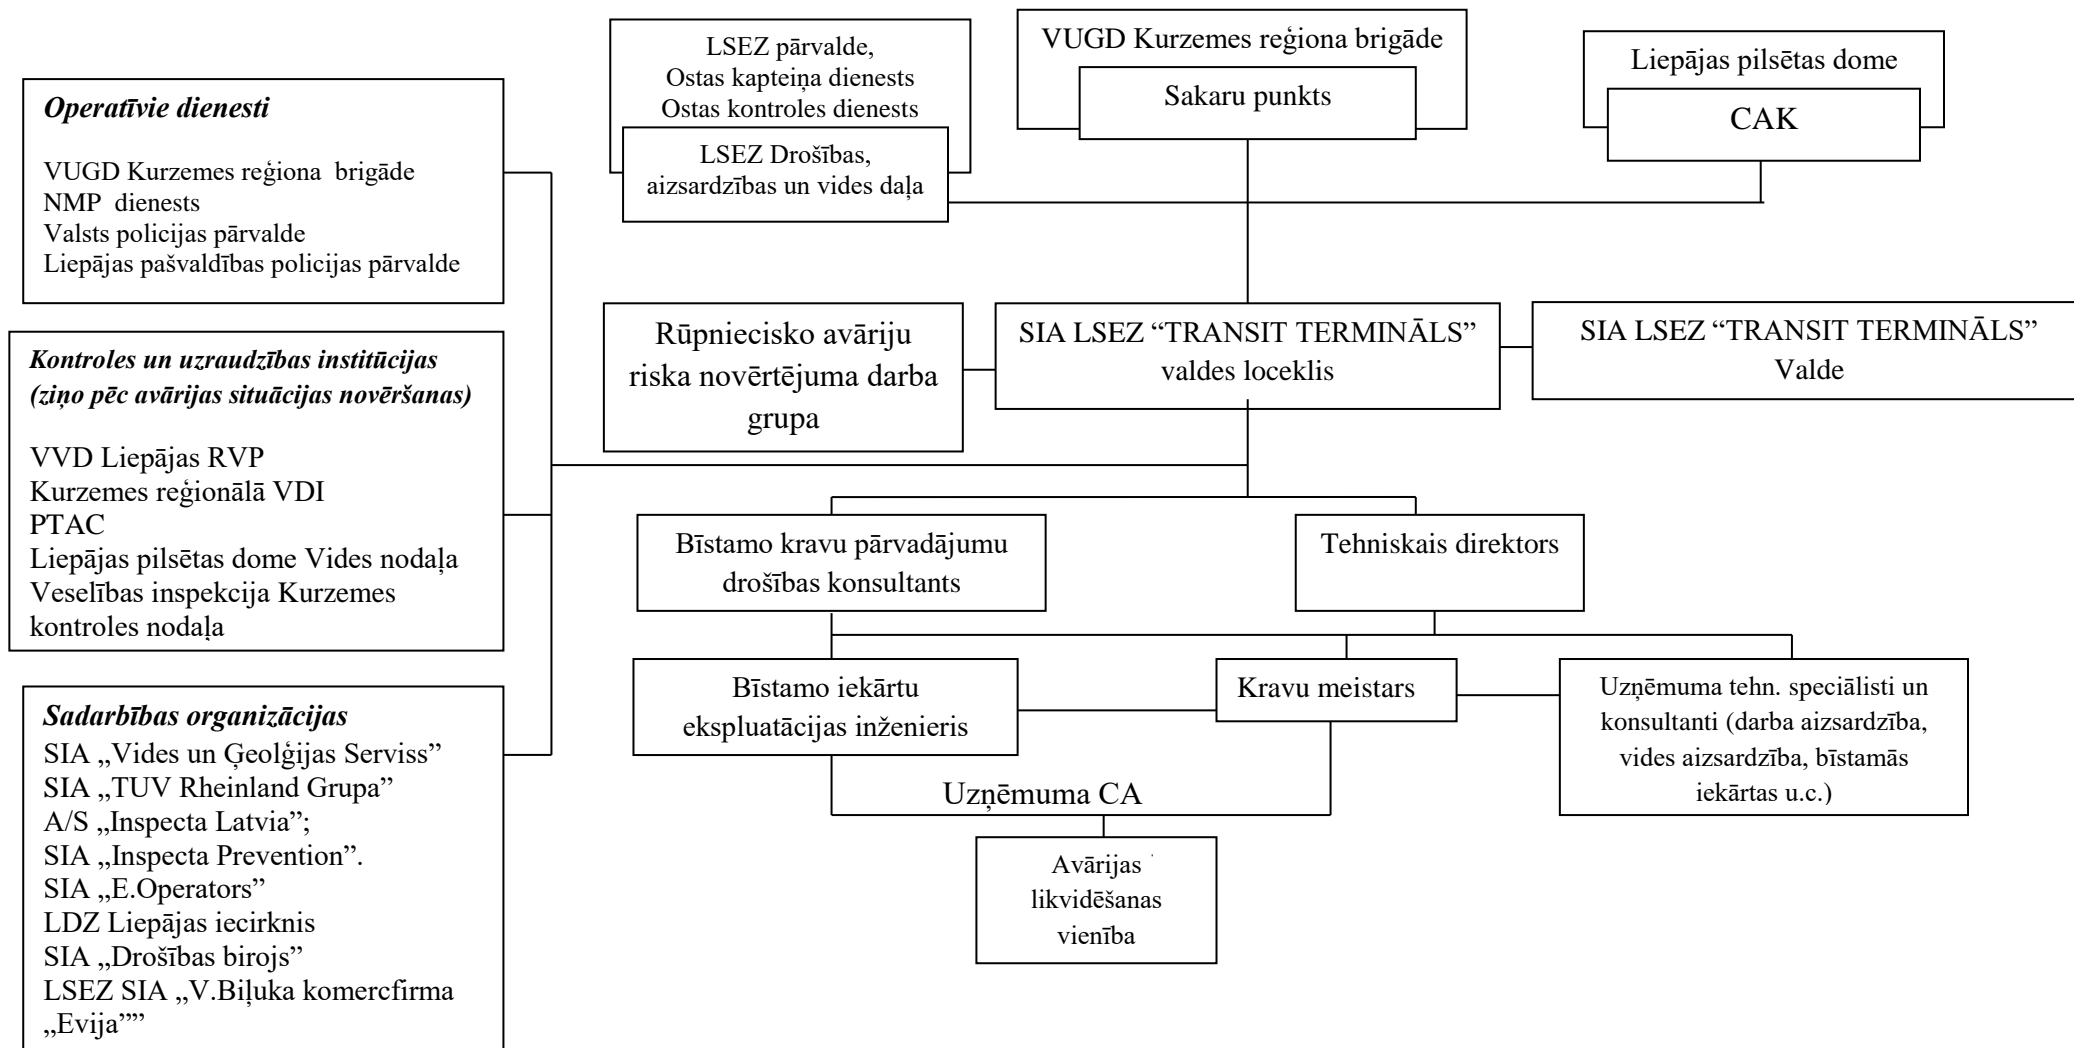 LSEZ pārvalde,
Ostas kapteiņa dienests
Ostas kontroles dienests
LSEZ Drošības,
aizsardzības un vides daļa
VUGD Kurzemes reģiona brigāde
Sakaru punkts
Liepājas pilsētas dome
CAK
Operatīvie dienesti
VUGD Kurzemes reģiona brigāde
NMP dienests
Valsts policijas pārvalde
Liepājas pašvaldības policijas pārvalde
Kontroles un uzraudzības institūcijas
(ziņo pēc avārijas situācijas novēršanas)
VVD Liepājas RVP
Kurzemes reģionālā VDI
PTAC
Liepājas pilsētas dome Vides nodaļa
Veselības inspekcija Kurzemes
kontroles nodaļa
Sadarbības organizācijas
SIA „Vides un Ģeolģijas Serviss”
SIA „TUV Rheinland Grupa”
A/S „Inspecta Latvia”;
SIA „Inspecta Prevention”.
SIA „E.Operators”
LDZ Liepājas iecirknis
SIA „Drošības birojs”
LSEZ SIA „V.Biļuka komercfirma
„Evija””
Rūpniecisko avāriju
riska novērtējuma darba
grupa
SIA LSEZ “TRANSIT TERMINĀLS”
valdes loceklis
SIA LSEZ “TRANSIT TERMINĀLS”
Valde
Bīstamo kravu pārvadājumu
drošības konsultants
Tehniskais direktors
Bīstamo iekārtu
ekspluatācijas inženieris
Kravu meistars
Uzņēmuma tehn. speciālisti un
konsultanti (darba aizsardzība,
vides aizsardzība, bīstamās
iekārtas u.c.)
Uzņēmuma CA
Avārijas
likvidēšanas
vienība